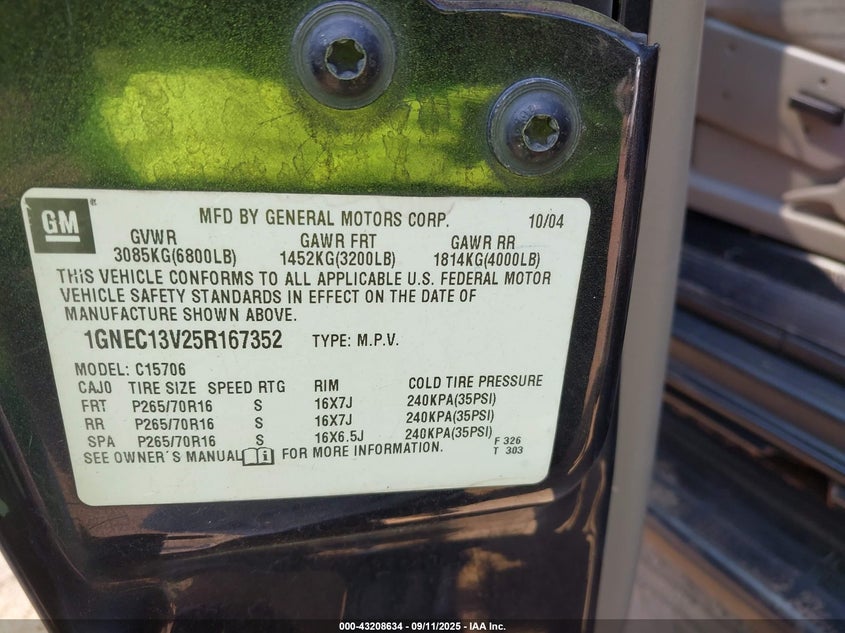 GM
MFD BY GENERAL MOTORS CORP. 10/04
GVWR GAWR FRT GAWR RR
3085KG(6800LB) 1452KG(3200LB) 1814KG(4000LB)
THIS VEHICLE CONFORMS TO ALL APPLICABLE U.S. FEDERAL MOTOR
VEHICLE SAFETY STANDARDS IN EFFECT ON THE DATE OF
MANUFACTURE SHOWN ABOVE.
1GNEC13V25R167352 TYPE: M.P.V.
MODEL: C15706
CAJ0 TIRE SIZE SPEED RTG RIM COLD TIRE PRESSURE
FRT P265/70R16 S 16X7J 240KPA(35PSI)
RR P265/70R16 S 16X7J 240KPA(35PSI)
SPA P265/70R16 S 16X6.5J 240KPA(35PSI)
SEE OWNER'S MANUAL FOR MORE INFORMATION. F 326
T 303
000-43208634 - 09/11/2025 - IAA Inc.